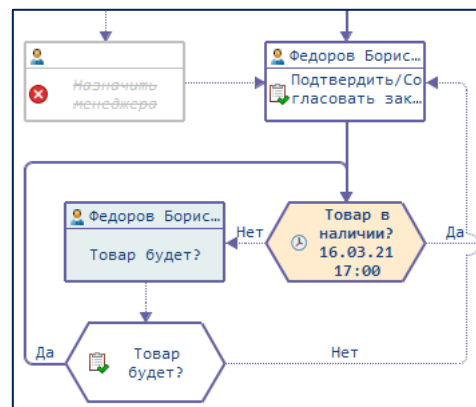 Назначить
менеджера
Федоров Борис…
Подтвердить/Со
гласовать зак…
Федоров Борис…
Товар будет?
Нет
Товар в
наличии?
16.03.21
17:00
Да
Да
Товар
будет?
Нет